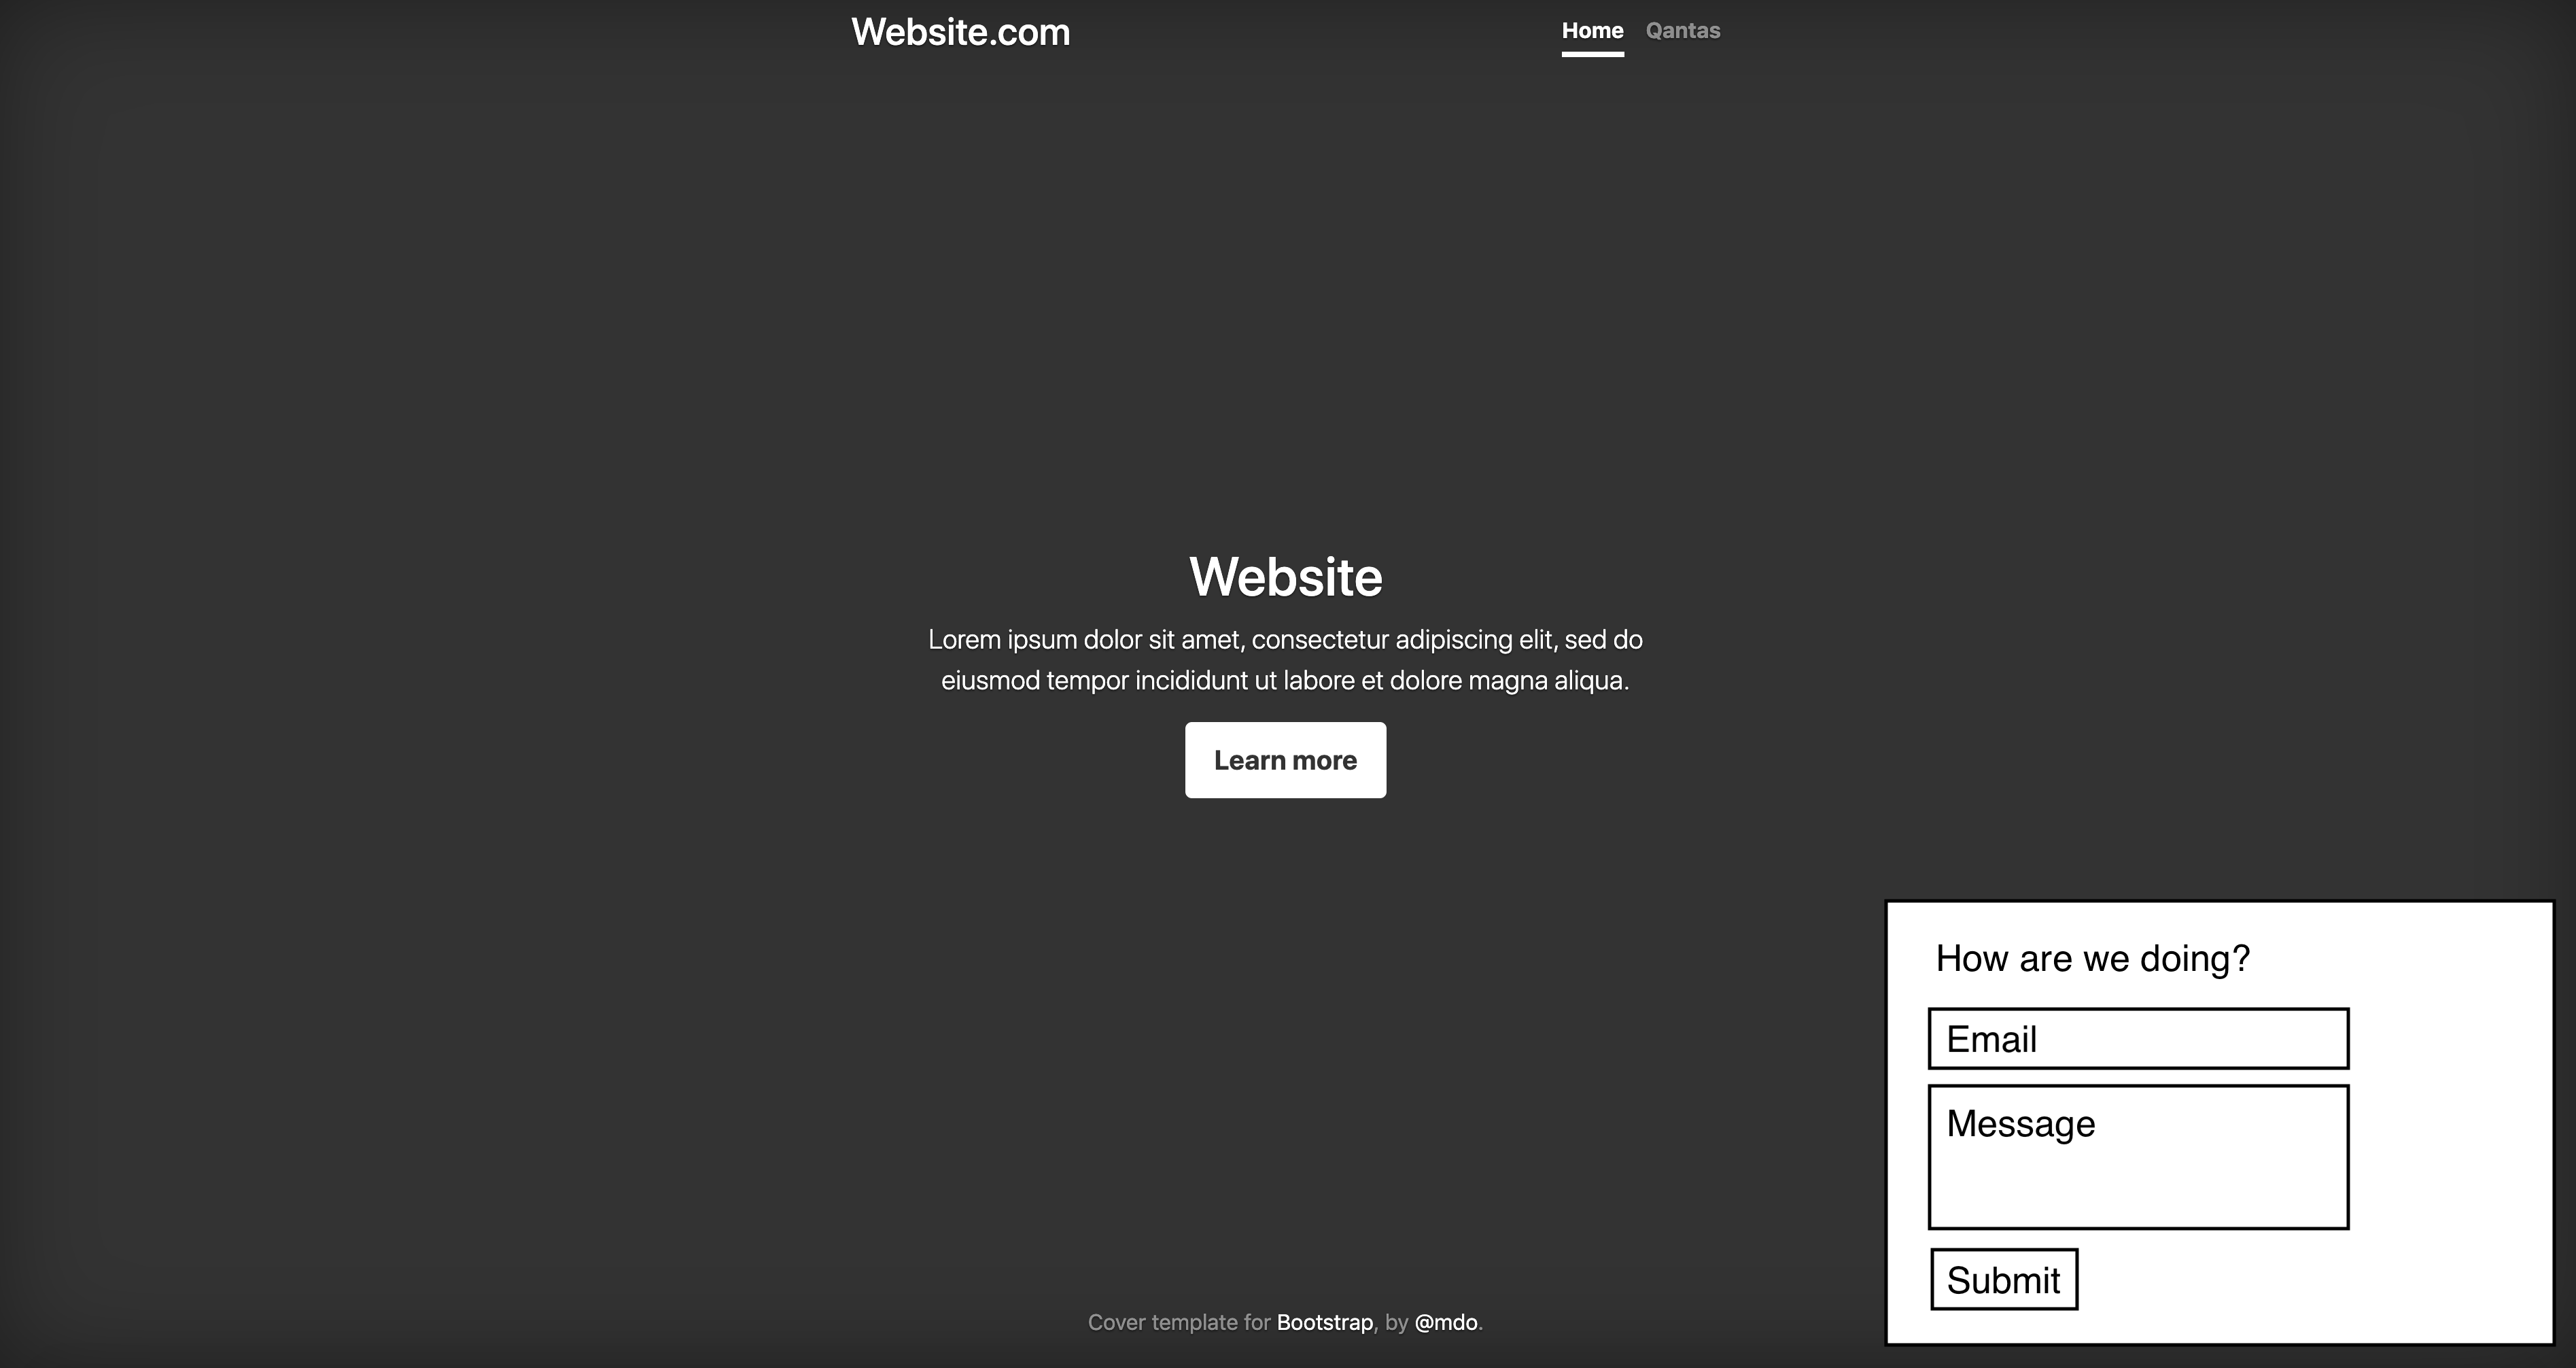 Website.com
Home Qantas
Website
Lorem ipsum dolor sit amet, consectetur adipiscing elit, sed do
eiusmod tempor incididunt ut labore et dolore magna aliqua.
Learn more
How are we doing?
Email
Message
Submit
Cover template for Bootstrap, by @mdo.